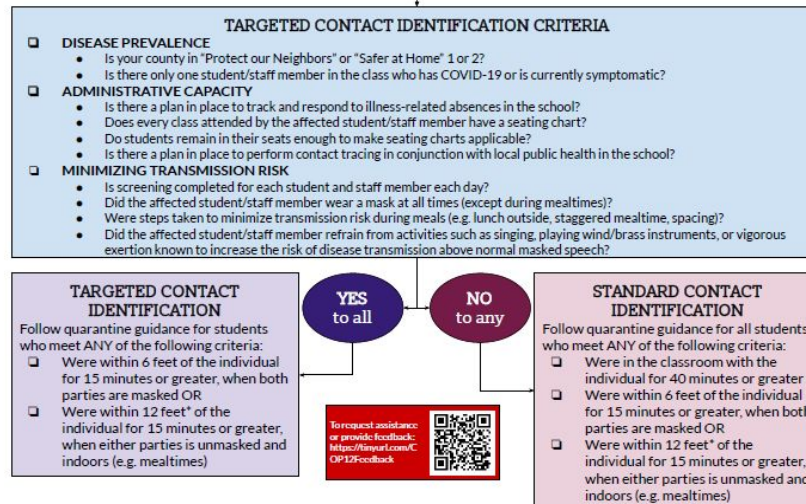 TARGETED CONTACT IDENTIFICATION CRITERIA
❑ DISEASE PREVALENCE
• Is your county in "Protect our Neighbors" or "Safer at Home" 1 or 2?
• Is there only one student/staff member in the class who has COVID-19 or is currently symptomatic?
❑ ADMINISTRATIVE CAPACITY
• Is there a plan in place to track and respond to illness-related absences in the school?
• Does every class attended by the affected student/staff member have a seating chart?
• Do students remain in their seats enough to make seating charts applicable?
• Is there a plan in place to perform contact tracing in conjunction with local public health in the school?
❑ MINIMIZING TRANSMISSION RISK
• Is screening completed for each student and staff member each day?
• Did the affected student/staff member wear a mask at all times (except during mealtimes)?
• Were steps taken to minimize transmission risk during meals (e.g. lunch outside, staggered mealtime, spacing)?
• Did the affected student/staff member refrain from activities such as singing, playing wind/brass instruments, or vigorous
exertion known to increase the risk of disease transmission above normal masked speech?
TARGETED CONTACT
IDENTIFICATION
Follow quarantine guidance for students
who meet ANY of the following criteria:
❑ Were within 6 feet of the individual
for 15 minutes or greater, when both
parties are masked OR
❑ Were within 12 feet* of the
individual for 15 minutes or greater,
when either parties is unmasked and
indoors (e.g. mealtimes)
YES
to all
NO
to any
To request assistance
or provide feedback:
https://tinyurl.com/C
OP12Feedback
STANDARD CONTACT
IDENTIFICATION
Follow quarantine guidance for all students
who meet ANY of the following criteria:
❑ Were in the classroom with the
individual for 40 minutes or greater
❑ Were within 6 feet of the individual
for 15 minutes or greater, when both
parties are masked OR
❑ Were within 12 feet* of the
individual for 15 minutes or greater,
when either parties is unmasked and
indoors (e.g. mealtimes)